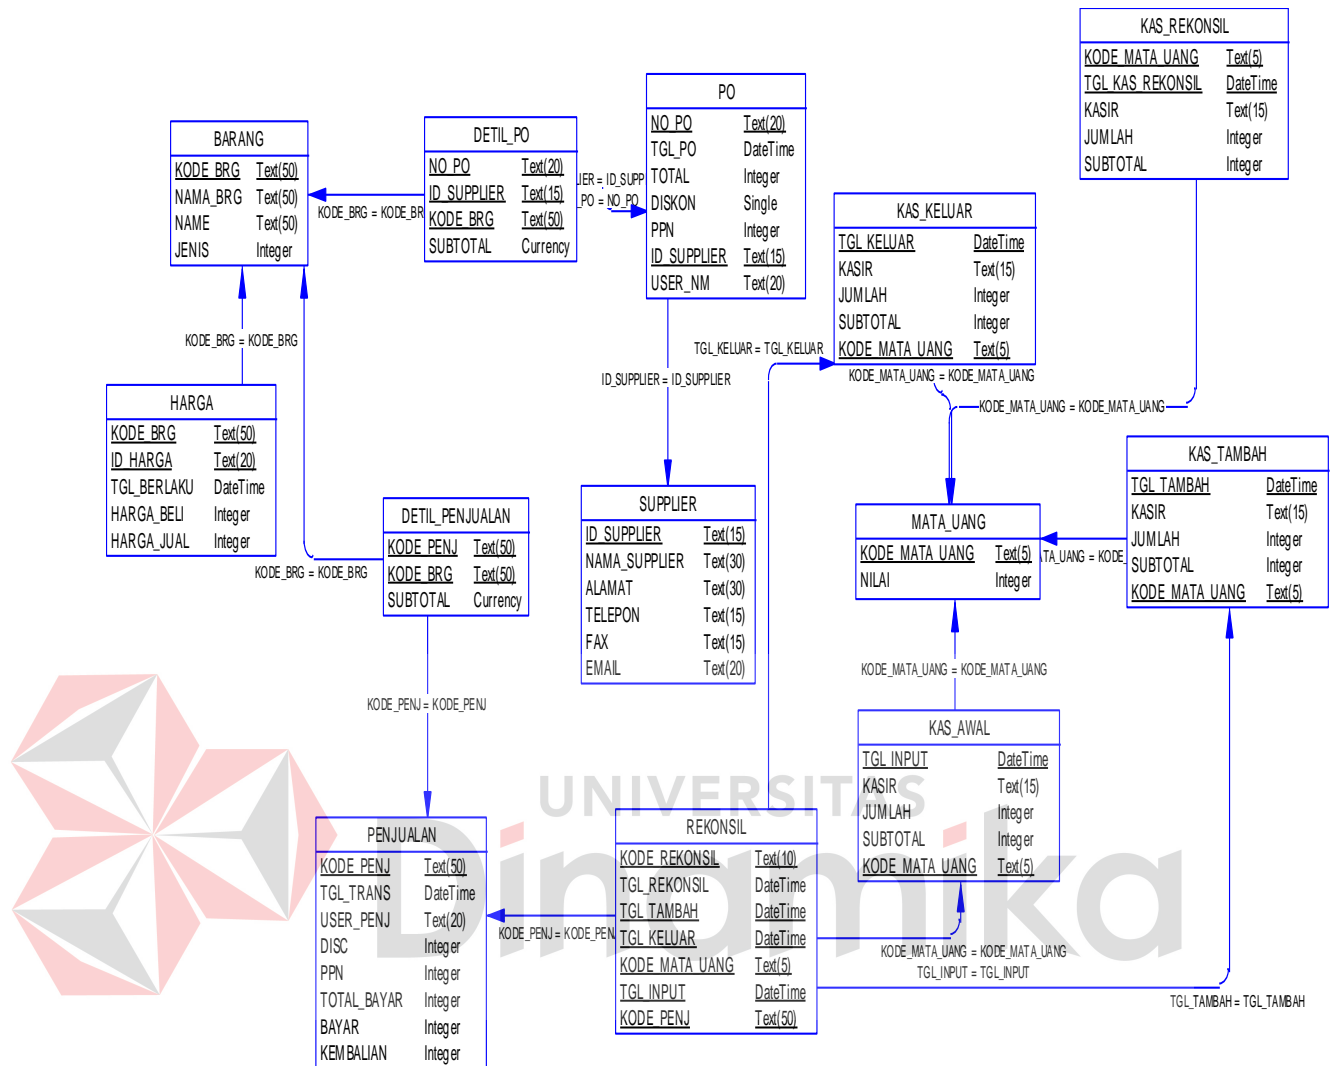 KAS_REKONSIL
KODE_MATA_UANG Text(5)
TGL_KAS_REKONSIL DateTime
KASIR Text(15)
JUMLAH Integer
SUBTOTAL Integer
PO
NO_PO Text(20)
TGL_PO DateTime
TOTAL Integer
DISKON Single
PPN Integer
ID_SUPPLIER Text(15)
USER_NM Text(20)
BARANG
KODE_BRG Text(50)
NAMA_BRG Text(50)
NAME Text(50)
JENIS Integer
DETIL_PO
NO_PO Text(20)
ID_SUPPLIER Text(15)
KODE_BRG Text(50)
SUBTOTAL Currency
IER = ID_SUPP
_PO = NO_PO
KODE_BRG = KODE_BR
KAS_KELUAR
TGL_KELUAR DateTime
KASIR Text(15)
JUMLAH Integer
SUBTOTAL Integer
KODE_MATA_UANG Text(5)
KODE_BRG = KODE_BRG
TGL_KELUAR = TGL_KELUAR
ID_SUPPLIER = ID_SUPPLIER
KODE_MATA_UANG = KODE_MATA_UANG
KODE_MATA_UANG = KODE_MATA_UANG
HARGA
KODE_BRG Text(50)
ID_HARGA Text(20)
TGL_BERLAKU DateTime
HARGA_BELI Integer
HARGA_JUAL Integer
KAS_TAMBAH
TGL_TAMBAH DateTime
KASIR Text(15)
JUMLAH Integer
SUBTOTAL Integer
KODE_MATA_UANG Text(5)
DETIL_PENJUALAN
KODE_PENJ Text(50)
KODE_BRG Text(50)
SUBTOTAL Currency
KODE_BRG = KODE_BRG
SUPPLIER
ID_SUPPLIER Text(15)
NAMA_SUPPLIER Text(30)
ALAMAT Text(30)
TELEPON Text(15)
FAX Text(15)
EMAIL Text(20)
MATA_UANG
KODE_MATA_UANG Text(5)
NILAI Integer
ATA_UANG = KODE_
KODE_MATA_UANG = KODE_MATA_UANG
KODE_PENJ = KODE_PENJ
KAS_AWAL
TGL_INPUT DateTime
KASIR Text(15)
JUMLAH Integer
SUBTOTAL Integer
KODE_MATA_UANG Text(5)
UNIVERSITAS
Dinamika
PENJUALAN
KODE_PENJ Text(50)
TGL_TRANS DateTime
USER_PENJ Text(20)
DISC Integer
PPN Integer
TOTAL_BAYAR Integer
BAYAR Integer
KEMBALIAN Integer
REKONSIL
KODE_REKONSIL Text(10)
TGL_REKONSIL DateTime
TGL_TAMBAH DateTime
TGL_KELUAR DateTime
KODE_MATA_UANG Text(5)
TGL_INPUT DateTime
KODE_PENJ Text(50)
KODE_PENJ = KODE_PEN
KODE_MATA_UANG = KODE_MATA_UANG
TGL_INPUT = TGL_INPUT
TGL_TAMBAH = TGL_TAMBAH